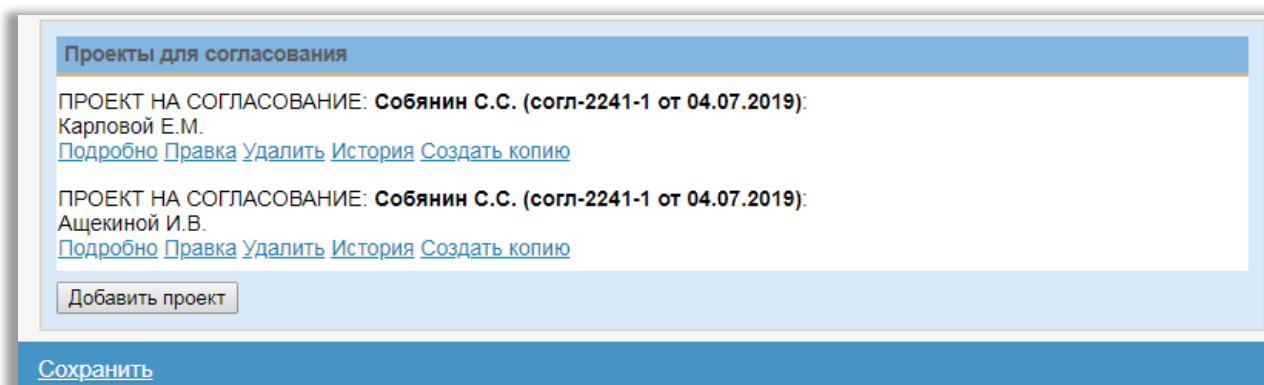 Проекты для согласования
ПРОЕКТ НА СОГЛАСОВАНИЕ: Собянин С.С. (согл-2241-1 от 04.07.2019):
Карловой Е.М.
Подробно Правка Удалить История Создать копию
ПРОЕКТ НА СОГЛАСОВАНИЕ: Собянин С.С. (согл-2241-1 от 04.07.2019):
Ащекиной И.В.
Подробно Правка Удалить История Создать копию
Добавить проект
Сохранить